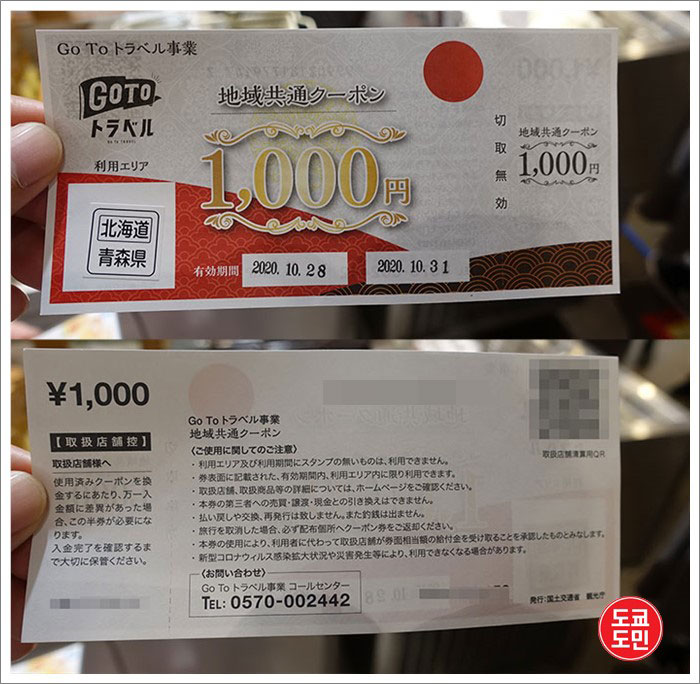 Go To トラベル事業
GOTO
トラベル
GO TO TRAVEL
利用エリア
北海道
青森県
地域共通クーポン
1,000円
有効期間 2020.10.28 2020.10.31
切取無効
地域共通クーポン
1,000円
¥1,000
【取扱店舗控】
取扱店舗様へ
使用済みクーポンを換
金するにあたり、万一入
金額に差異があった場
合、この半券が必要にな
ります。
入金完了を確認するま
で大切に保管ください。
Go To トラベル事業
地域共通クーポン
〈ご使用に関してのご注意〉
・利用エリア及び利用期間にスタンプの無いものは、利用できません。
・券表面に記載された、有効期間内、利用エリア内に限り利用できます。
・取扱店舗、取扱商品等の詳細については、ホームページをご確認ください。
・本券の第三者への売買・譲渡・現金との引き換えはできません。
・払い戻しや交換、再発行は致しません。また釣銭は出ません。
・旅行を取消した場合、必ず配布個所へクーポン券をご返却ください。
・本券の使用により、利用者に代わって取扱店舗が券面相当額の給付金を受け取ることを承認したものとみなします。
・新型コロナウィルス感染拡大状況や災害発生等により、利用できなくなる場合があります。
〈お問い合わせ〉
Go To トラベル事業 コールセンター
TEL: 0570-002442
取扱店舗清算用QR
発行:国土交通省 観光庁
도쿄
도민